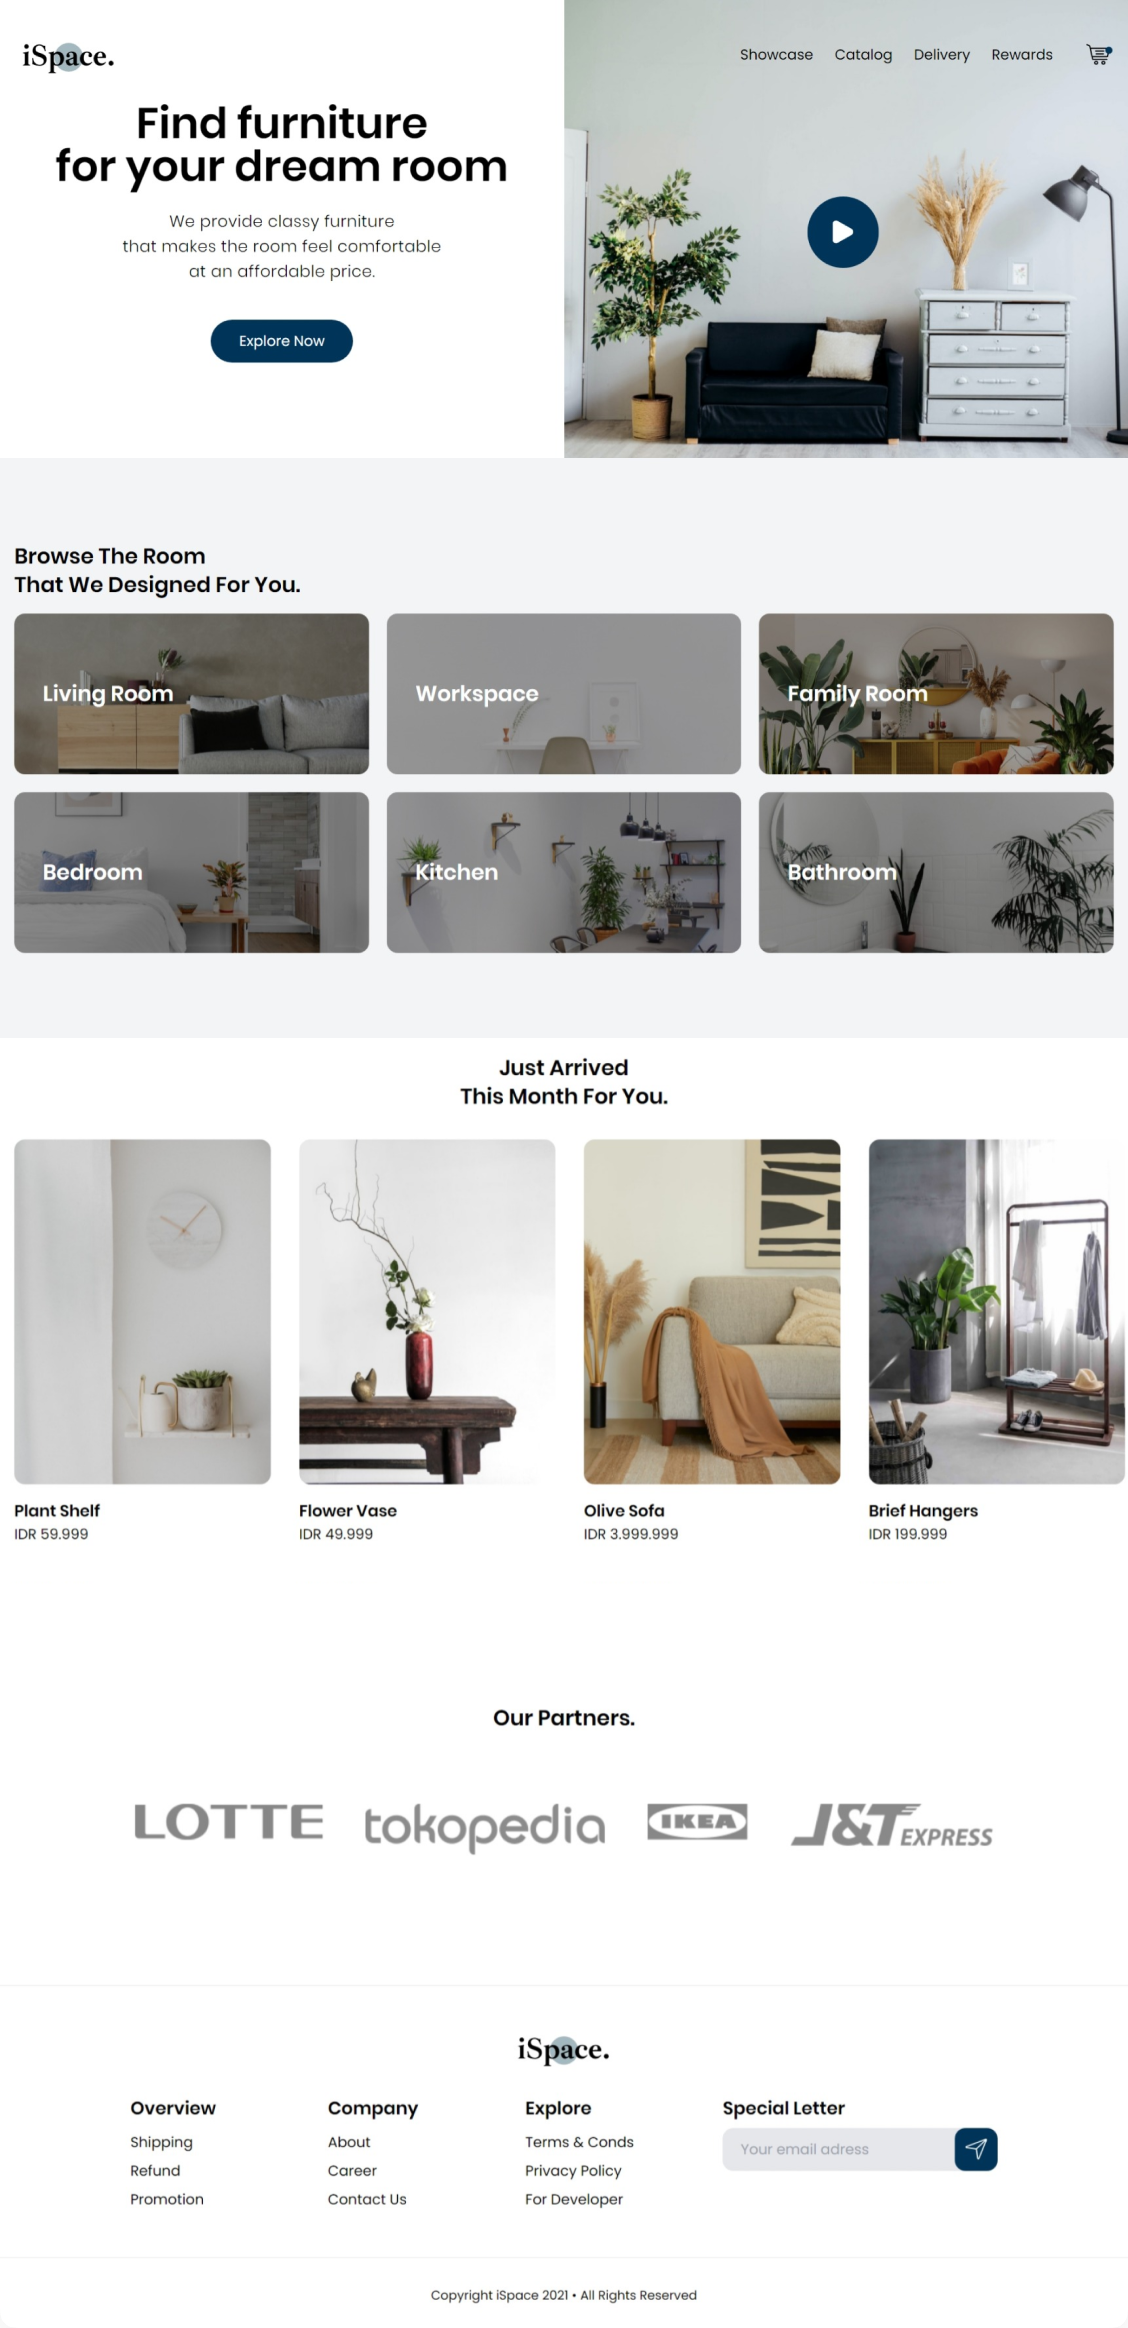 iSpace.
Showcase Catalog Delivery Rewards
Find furniture
for your dream room
We provide classy furniture
that makes the room feel comfortable
at an affordable price.
Explore Now
Browse The Room
That We Designed For You.
Living Room
Workspace
Family Room
Bedroom
Kitchen
Bathroom
Just Arrived
This Month For You.
Plant Shelf
IDR 59.999
Flower Vase
IDR 49.999
Olive Sofa
IDR 3.999.999
Brief Hangers
IDR 199.999
Our Partners.
LOTTE
tokopedia
IKEA
J&T EXPRESS
iSpace.
Overview
Shipping
Refund
Promotion
Company
About
Career
Contact Us
Explore
Terms & Conds
Privacy Policy
For Developer
Special Letter
Your email adress
Copyright iSpace 2021 • All Rights Reserved